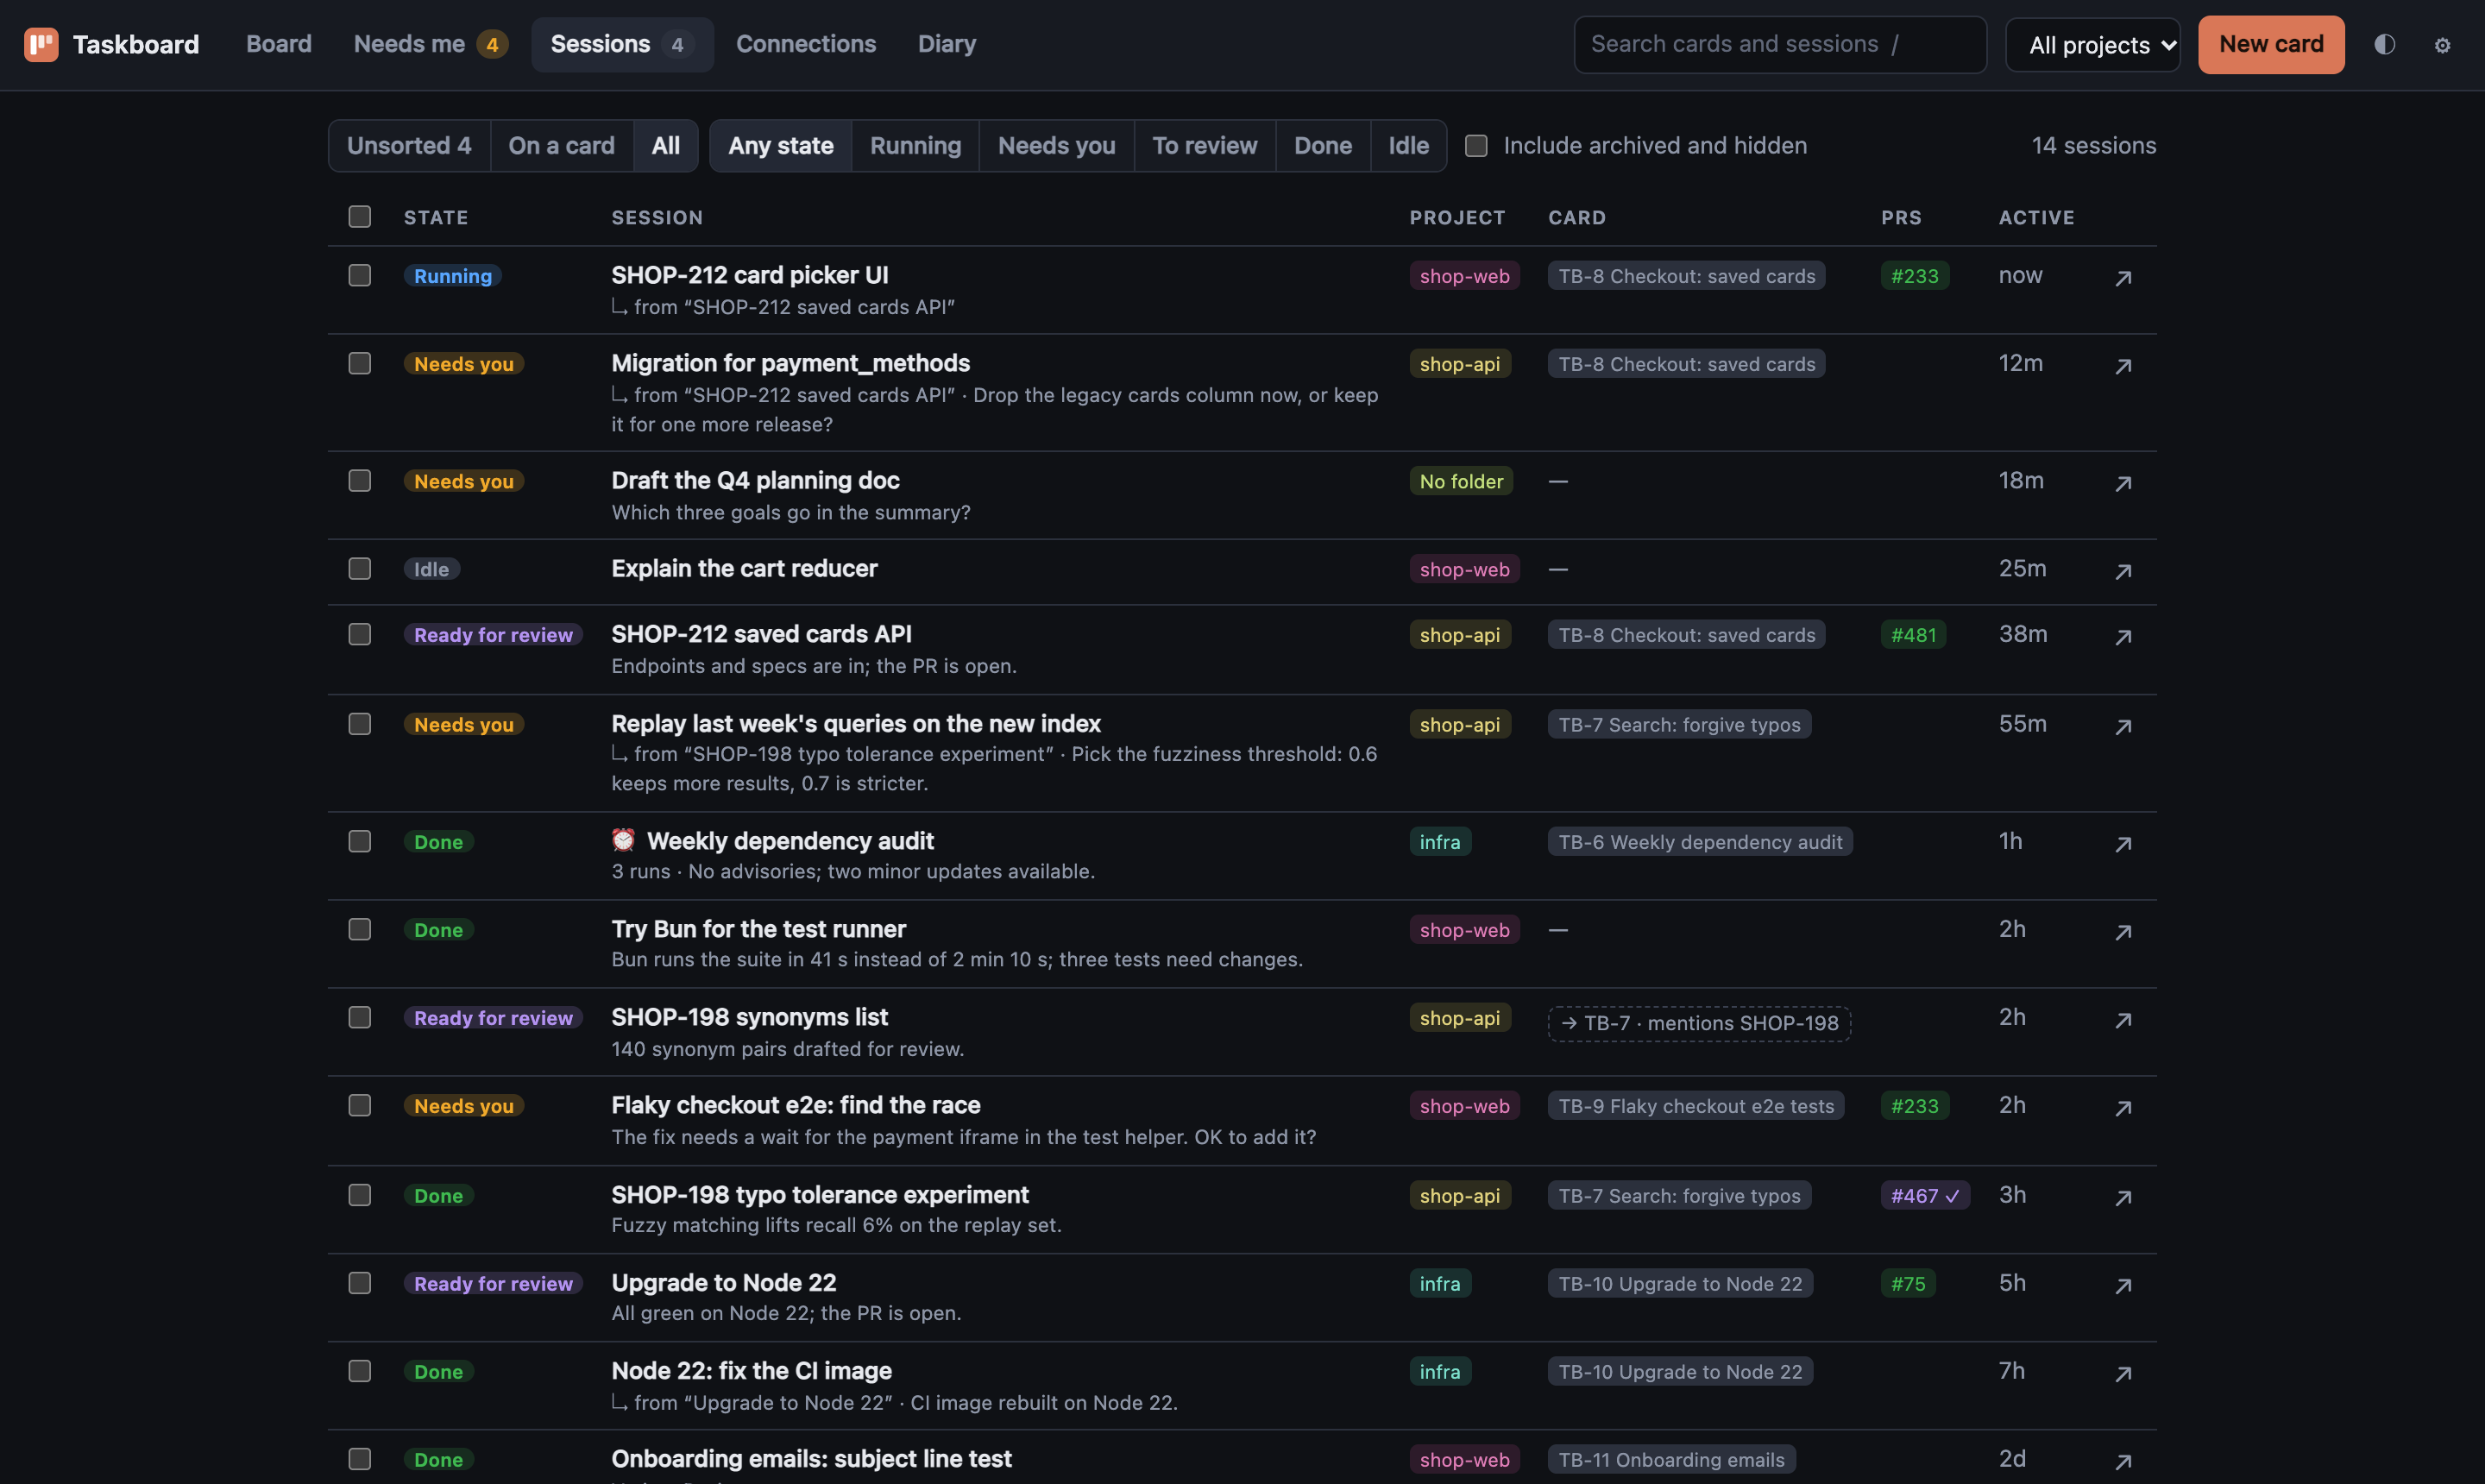 Taskboard Board Needs me 4 Sessions 4 Connections Diary Search cards and sessions / All projects New card
Unsorted 4 On a card All Any state Running Needs you To review Done Idle Include archived and hidden 14 sessions
STATE SESSION PROJECT CARD PRS ACTIVE
Running SHOP-212 card picker UI shop-web TB-8 Checkout: saved cards #233 now
from “SHOP-212 saved cards API”
Needs you Migration for payment_methods shop-api TB-8 Checkout: saved cards 12m
from “SHOP-212 saved cards API” · Drop the legacy cards column now, or keep
it for one more release?
Needs you Draft the Q4 planning doc No folder — 18m
Which three goals go in the summary?
Idle Explain the cart reducer shop-web — 25m
Ready for review SHOP-212 saved cards API shop-api TB-8 Checkout: saved cards #481 38m
Endpoints and specs are in; the PR is open.
Needs you Replay last week's queries on the new index shop-api TB-7 Search: forgive typos 55m
from “SHOP-198 typo tolerance experiment” · Pick the fuzziness threshold: 0.6
keeps more results, 0.7 is stricter.
Done ⏰ Weekly dependency audit infra TB-6 Weekly dependency audit 1h
3 runs · No advisories; two minor updates available.
Done Try Bun for the test runner shop-web — 2h
Bun runs the suite in 41 s instead of 2 min 10 s; three tests need changes.
Ready for review SHOP-198 synonyms list shop-api → TB-7 · mentions SHOP-198 2h
140 synonym pairs drafted for review.
Needs you Flaky checkout e2e: find the race shop-web TB-9 Flaky checkout e2e tests #233 2h
The fix needs a wait for the payment iframe in the test helper. OK to add it?
Done SHOP-198 typo tolerance experiment shop-api TB-7 Search: forgive typos #467 ✓ 3h
Fuzzy matching lifts recall 6% on the replay set.
Ready for review Upgrade to Node 22 infra TB-10 Upgrade to Node 22 #75 5h
All green on Node 22; the PR is open.
Done Node 22: fix the CI image infra TB-10 Upgrade to Node 22 7h
from “Upgrade to Node 22” · CI image rebuilt on Node 22.
Done Onboarding emails: subject line test shop-web TB-11 Onboarding emails 2d